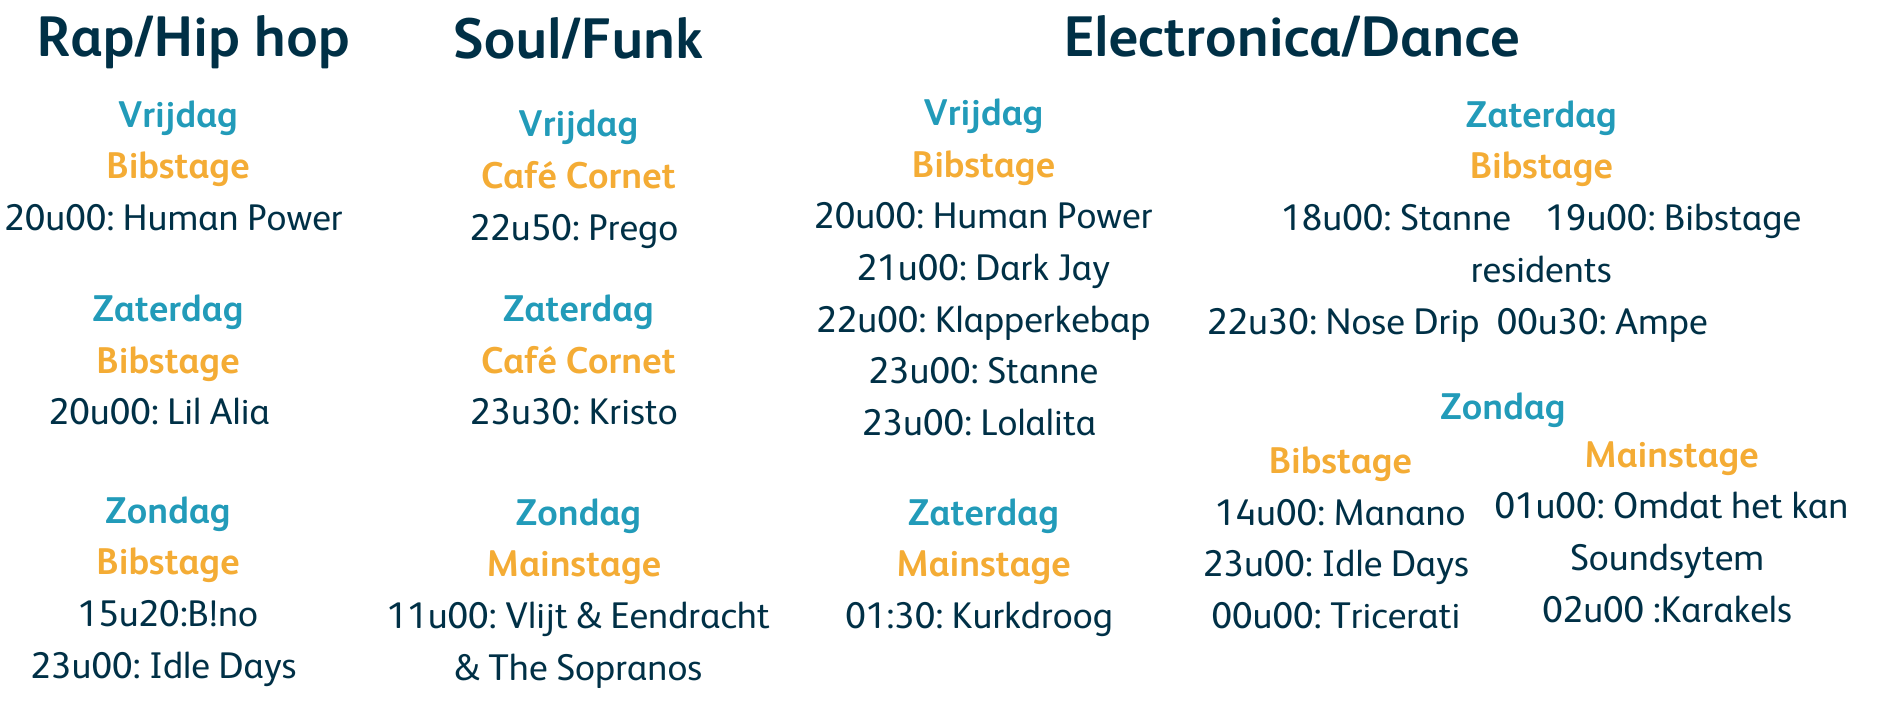 Rap/Hip hop
Vrijdag
Bibstage
20u00: Human Power
Zaterdag
Bibstage
20u00: Lil Alia
Zondag
Bibstage
15u20:B!no
23u00: Idle Days
Soul/Funk
Vrijdag
Café Cornet
22u50: Prego
Zaterdag
Café Cornet
23u30: Kristo
Zondag
Mainstage
11u00: Vlijt & Eendracht
& The Sopranos
Electronica/Dance
Vrijdag
Bibstage
20u00: Human Power
21u00: Dark Jay
22u00: Klapperkebap
23u00: Stanne
23u00: Lolalita
Zaterdag
Mainstage
01:30: Kurkdroog
Zaterdag
Bibstage
18u00: Stanne 19u00: Bibstage
residents
22u30: Nose Drip 00u30: Ampe
Zondag
Bibstage
14u00: Manano
23u00: Idle Days
00u00: Tricerati
Mainstage
01u00: Omdat het kan
Soundsytem
02u00 :Karakels